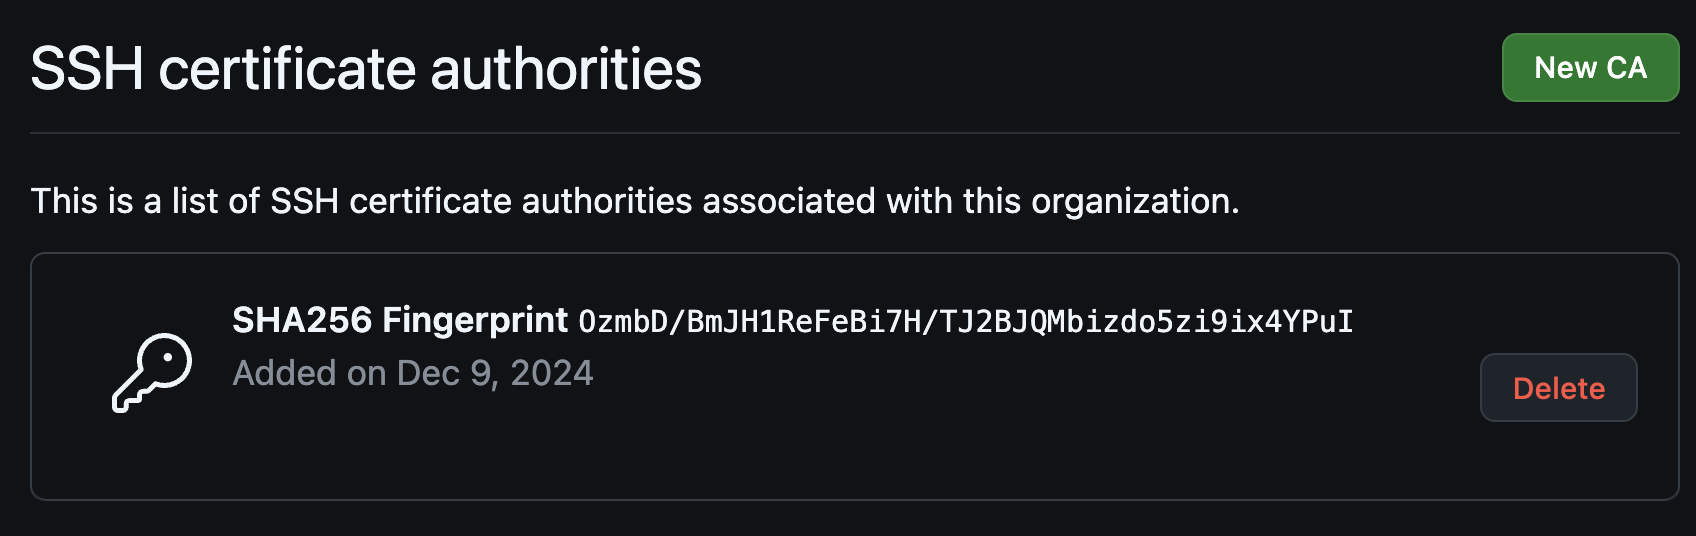 SSH certificate authorities
New CA
This is a list of SSH certificate authorities associated with this organization.
SHA256 Fingerprint OzmbD/BmJH1ReFeBi7H/TJ2BJQMbizdo5zi9ix4YPuI
Added on Dec 9, 2024
Delete